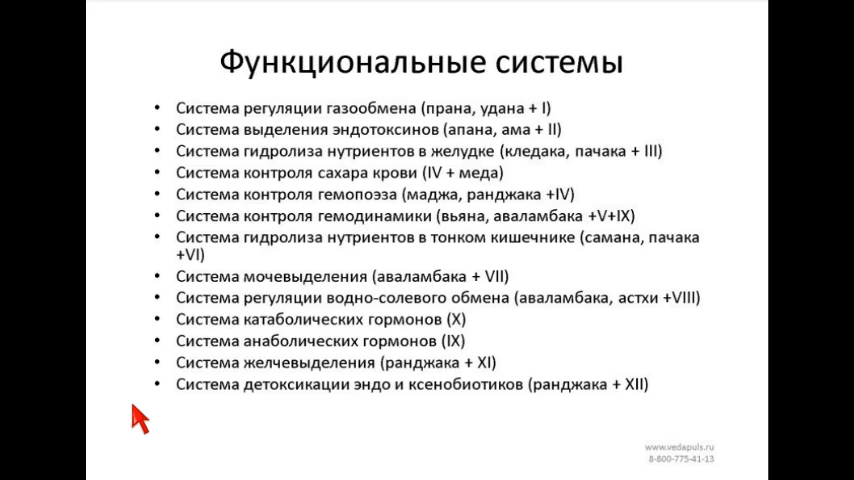 Функциональные системы
• Система регуляции газообмена (прана, удана + I)
• Система выделения эндотоксинов (апана, ама + II)
• Система гидролиза нутриентов в желудке (кледака, пачака + III)
• Система контроля сахара крови (IV + меда)
• Система контроля гемопоэза (маджа, ранджака +IV)
• Система контроля гемодинамики (вьяна, аваламбака +V+IX)
• Система гидролиза нутриентов в тонком кишечнике (самана, пачака
+VI)
• Система мочевыделения (аваламбака + VII)
• Система регуляции водно-солевого обмена (аваламбака, астхи +VIII)
• Система катаболических гормонов (X)
• Система анаболических гормонов (IX)
• Система желчевыделения (ранджака + XI)
• Система детоксикации эндо и ксенобиотиков (ранджака + XII)
www.vedapuls.ru
8-800-775-41-13